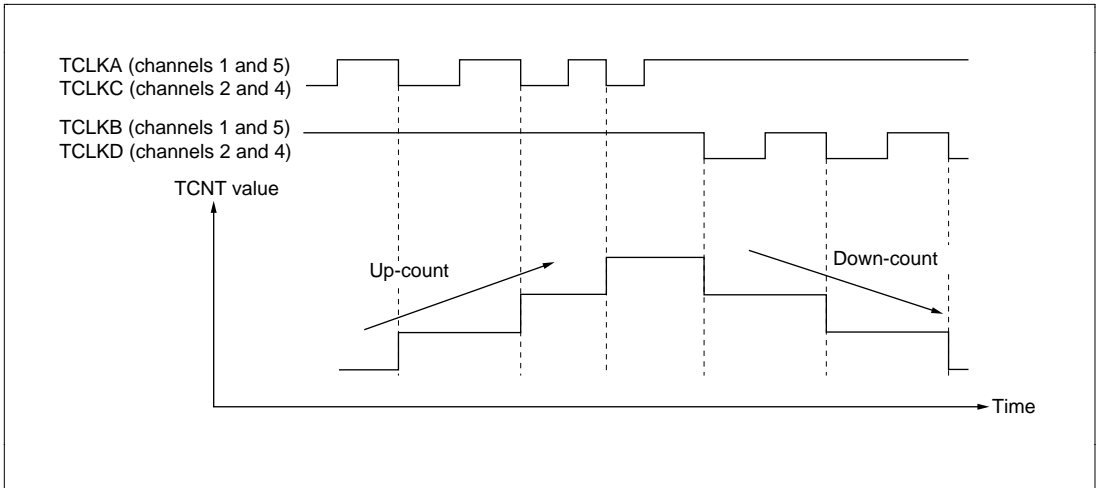 TCLKA (channels 1 and 5)
TCLKC (channels 2 and 4)
TCLKB (channels 1 and 5)
TCLKD (channels 2 and 4)
TCNT value
Up-count
Down-count
Time